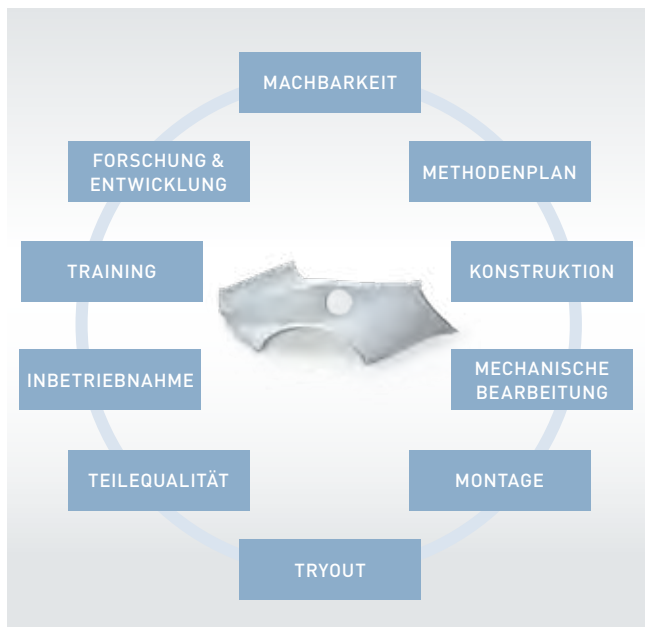 MACHBARKEIT
METHODENPLAN
KONSTRUKTION
MECHANISCHE
BEARBEITUNG
MONTAGE
TRYOUT
TEILEQUALITÄT
INBETRIEBNAHME
TRAINING
FORSCHUNG &
ENTWICKLUNG